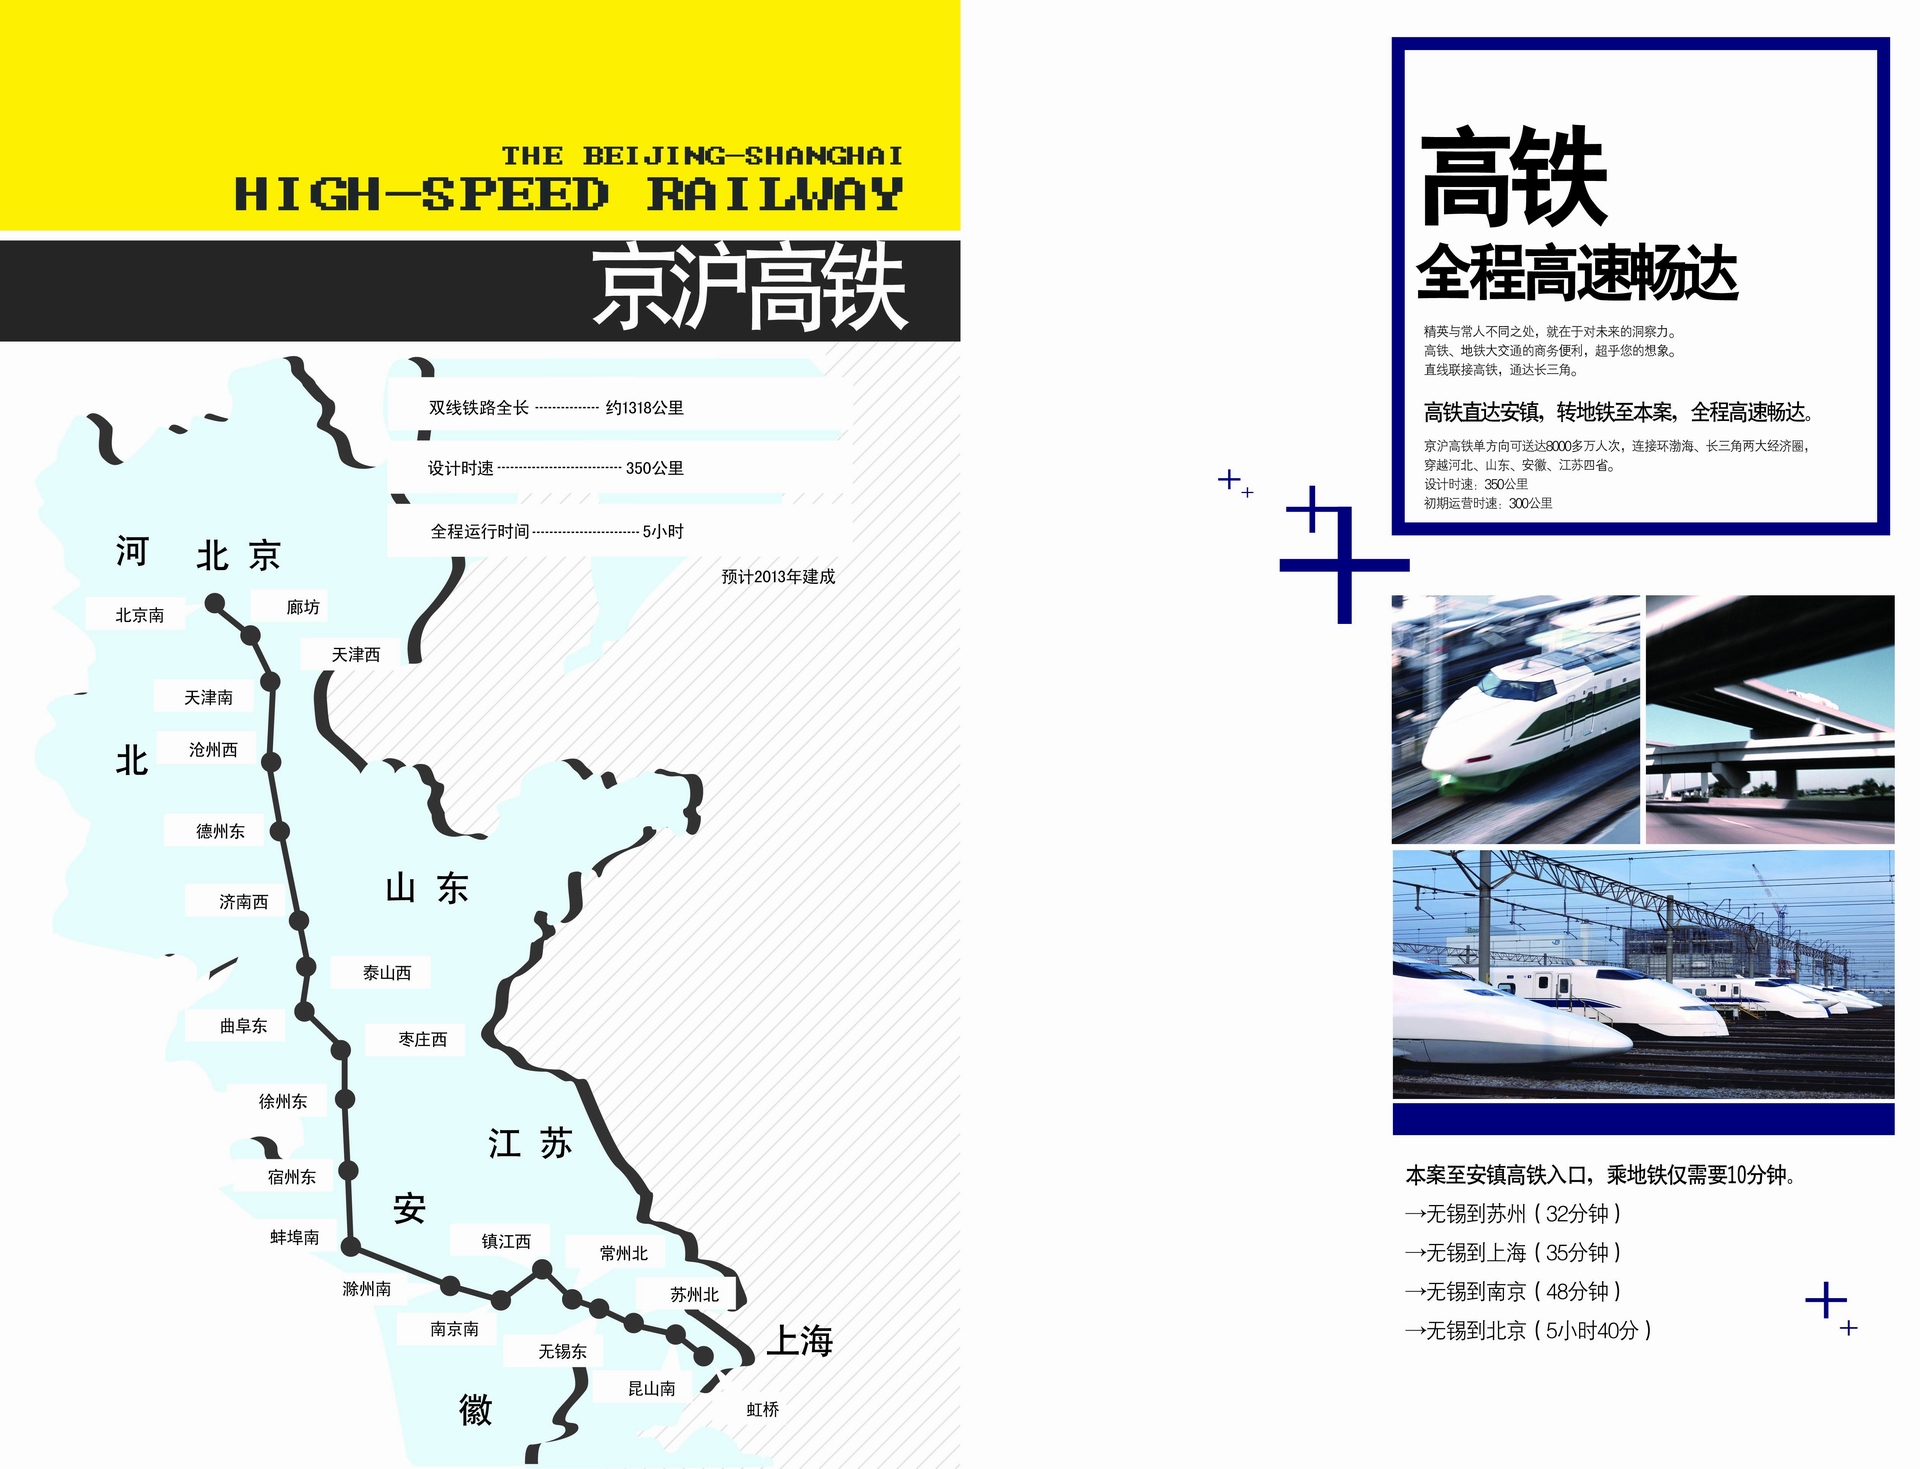 THE BEIJING—SHANGHAI
HIGH—SPEED RAILWAY
京沪高铁
双线铁路全长 -------------- 约1318公里
设计时速 ---------------------------- 350公里
全程运行时间 ------------------------ 5小时
预计2013年建成
河
北京
北京南
廊坊
天津西
天津南
沧州西
北
德州东
山东
济南西
泰山西
曲阜东
枣庄西
徐州东
江苏
宿州东
安
蚌埠南
镇江西
常州北
滁州南
苏州北
南京南
上海
无锡东
昆山南
徽
虹桥
高铁
全程高速畅达
精英与常人不同之处，就在于对未来的洞察力。
高铁、地铁大交通的商务便利，超乎您的想象。
直线联接高铁，通达长三角。
高铁直达安镇，转地铁至本案，全程高速畅达。
京沪高铁单方向可送达8000多万人次，连接环渤海、长三角两大经济圈，
穿越河北、山东、安徽、江苏四省。
设计时速：350公里
初期运营时速：300公里
本案至安镇高铁入口，乘地铁仅需要10分钟。
→无锡到苏州（32分钟）
→无锡到上海（35分钟）
→无锡到南京（48分钟）
→无锡到北京（5小时40分）